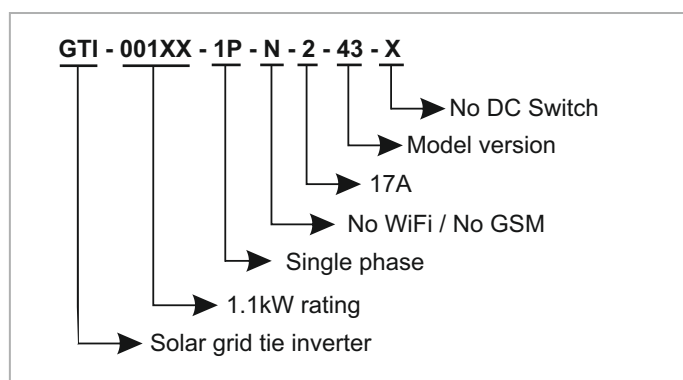 GTI - 001XX - 1P - N - 2 - 43 - X
No DC Switch
Model version
17A
No WiFi / No GSM
Single phase
1.1kW rating
Solar grid tie inverter